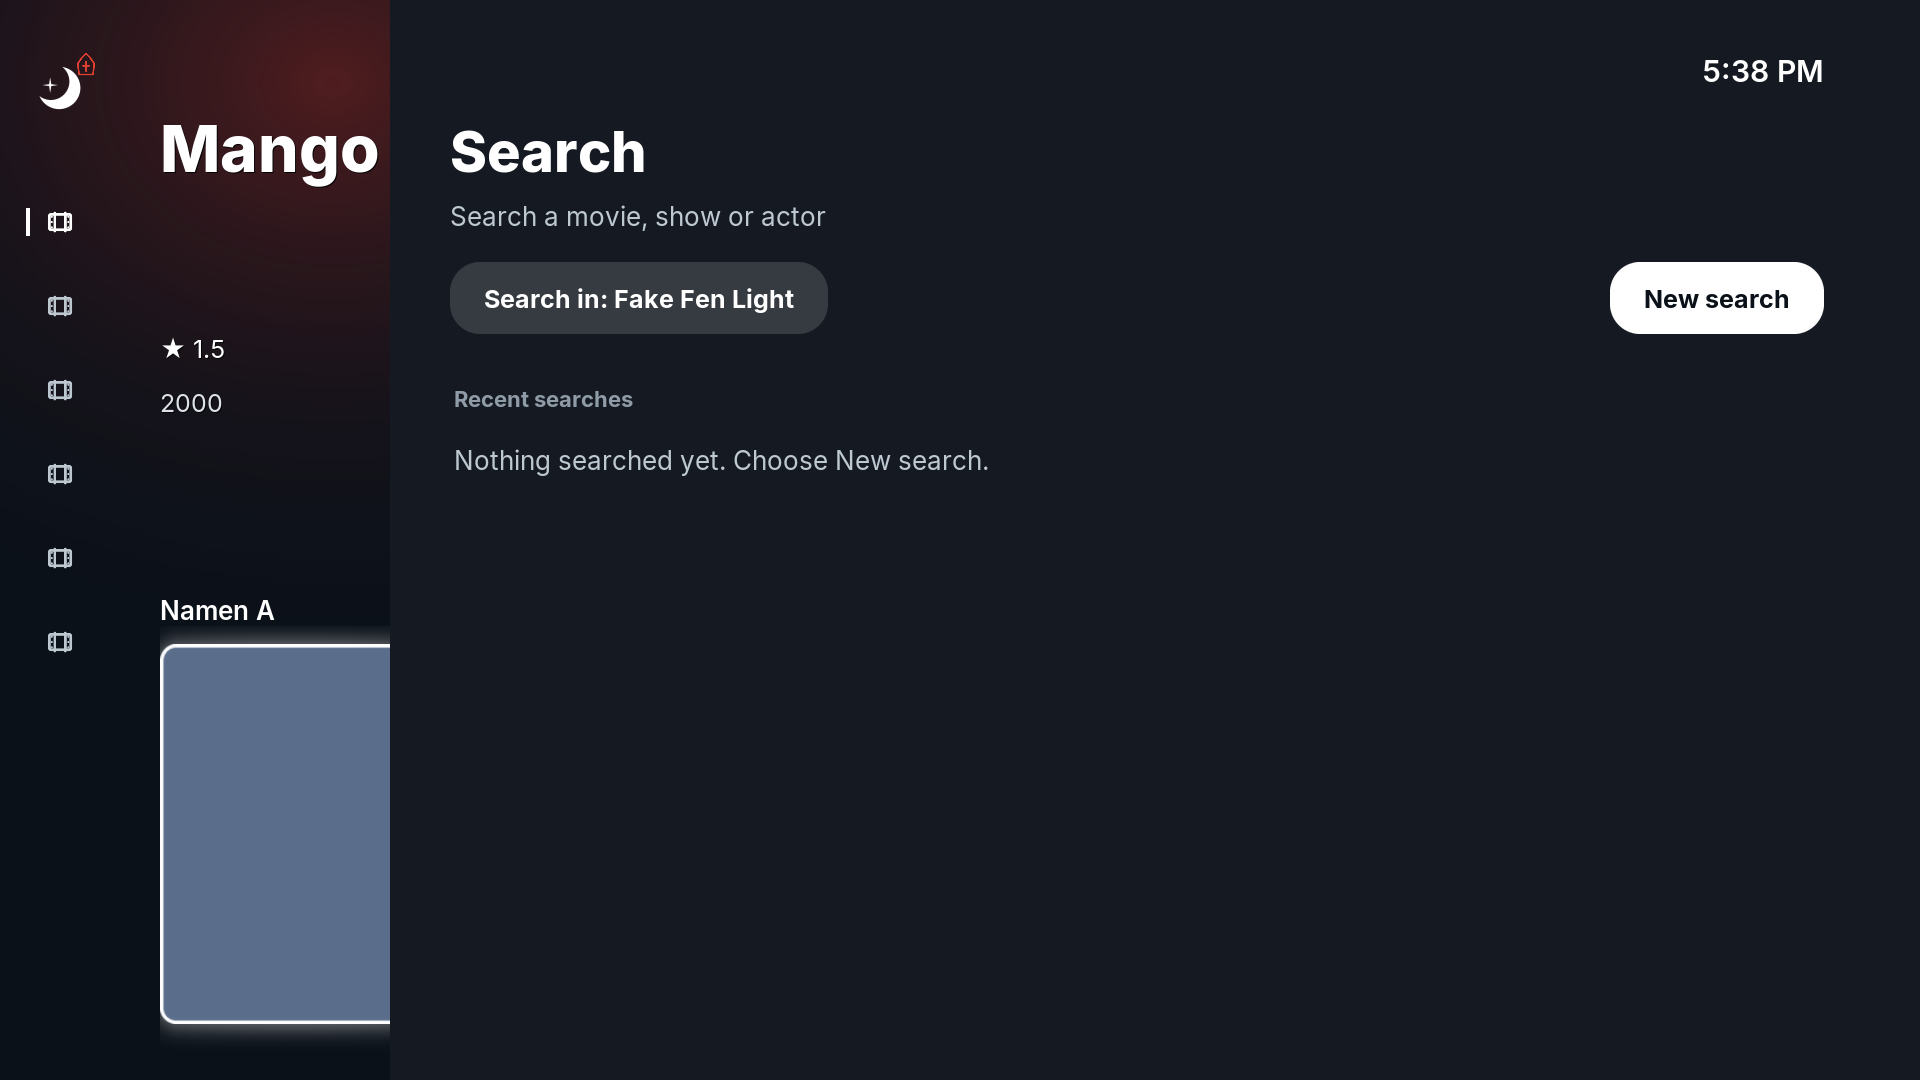 5:38 PM
Mango
Search
Search a movie, show or actor
Search in: Fake Fen Light
New search
★ 1.5
2000
Recent searches
Nothing searched yet. Choose New search.
Namen A